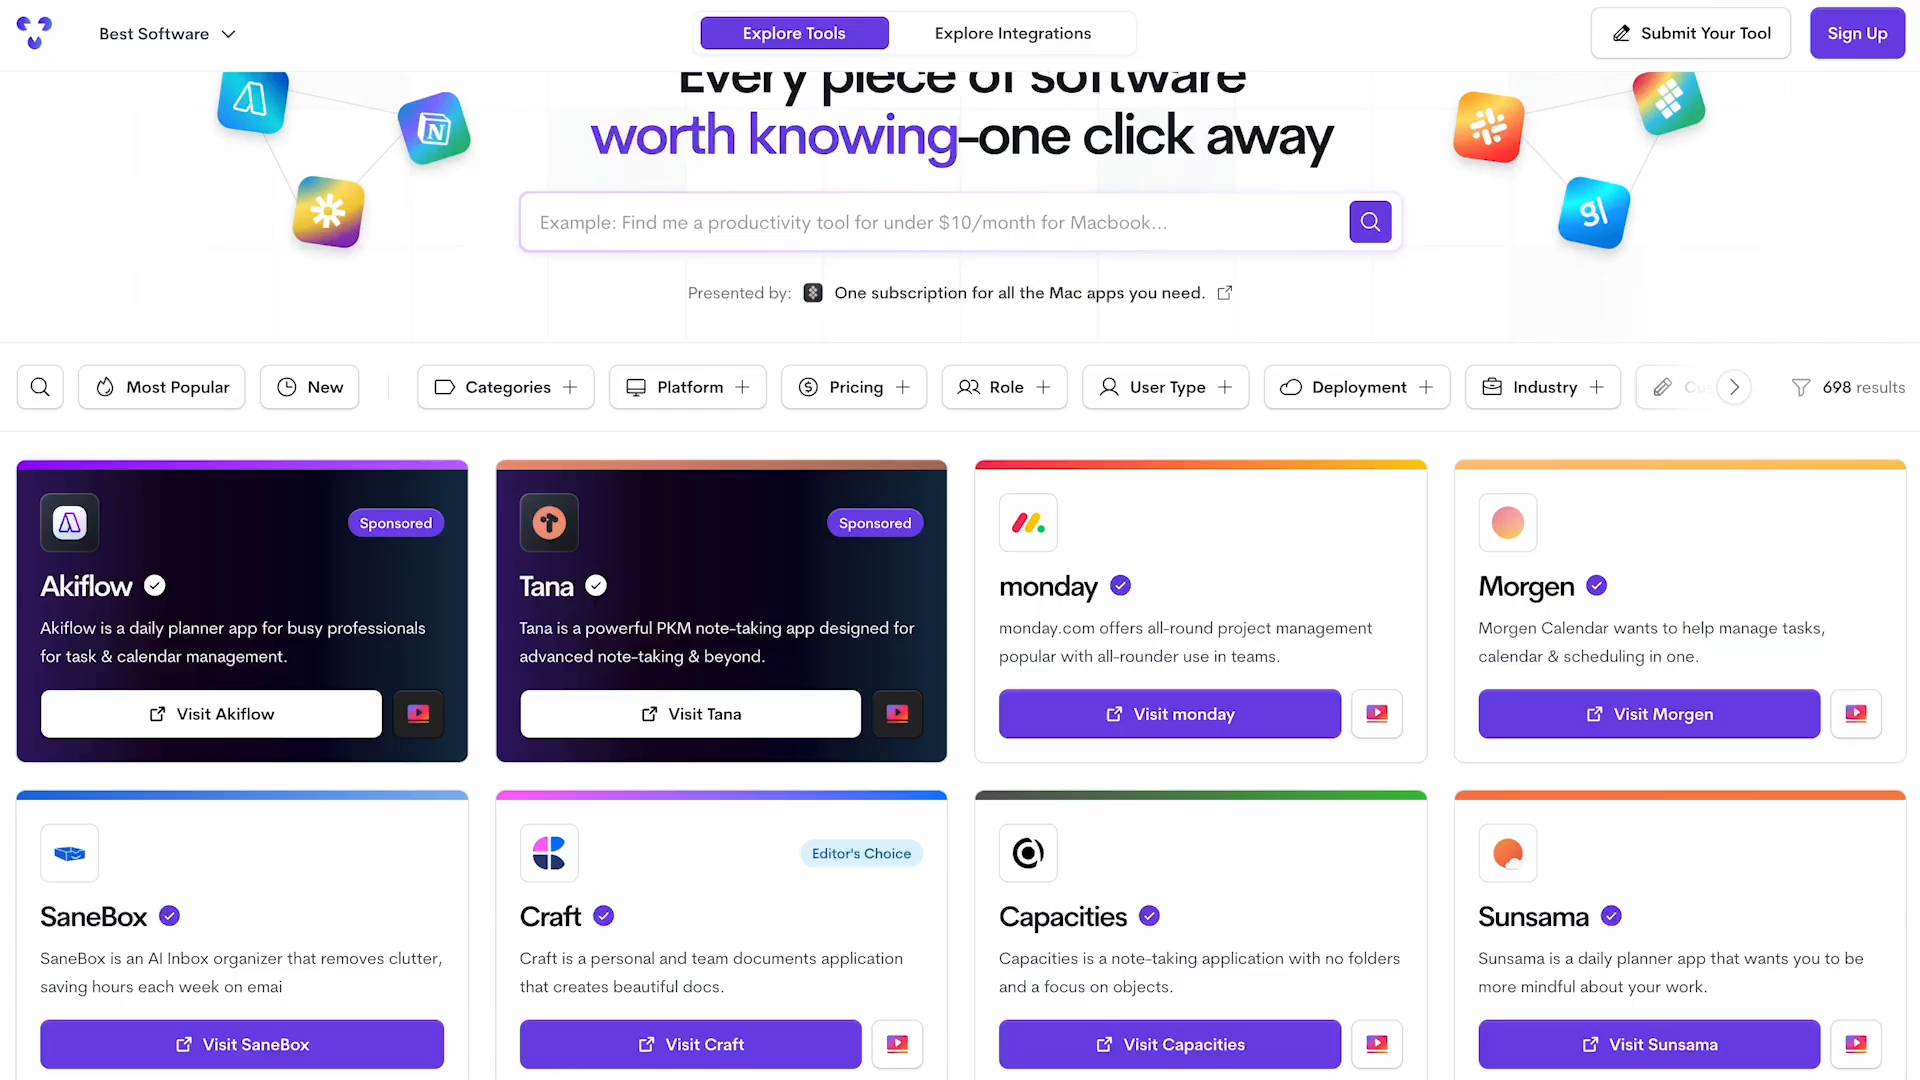 Best Software
Explore Tools
Explore Integrations
Submit Your Tool
Sign Up
Every piece of software
worth knowing-one click away
Example: Find me a productivity tool for under $10/month for Macbook...
Presented by: One subscription for all the Mac apps you need.
Most Popular
New
Categories
Platform
Pricing
Role
User Type
Deployment
Industry
698 results
Sponsored
Akiflow
Akiflow is a daily planner app for busy professionals
for task & calendar management.
Visit Akiflow
Sponsored
Tana
Tana is a powerful PKM note-taking app designed for
advanced note-taking & beyond.
Visit Tana
monday
monday.com offers all-round project management
popular with all-rounder use in teams.
Visit monday
Morgen
Morgen Calendar wants to help manage tasks,
calendar & scheduling in one.
Visit Morgen
SaneBox
SaneBox is an AI Inbox organizer that removes clutter,
saving hours each week on emai
Visit SaneBox
Editor's Choice
Craft
Craft is a personal and team documents application
that creates beautiful docs.
Visit Craft
Capacities
Capacities is a note-taking application with no folders
and a focus on objects.
Visit Capacities
Sunsama
Sunsama is a daily planner app that wants you to be
more mindful about your work.
Visit Sunsama